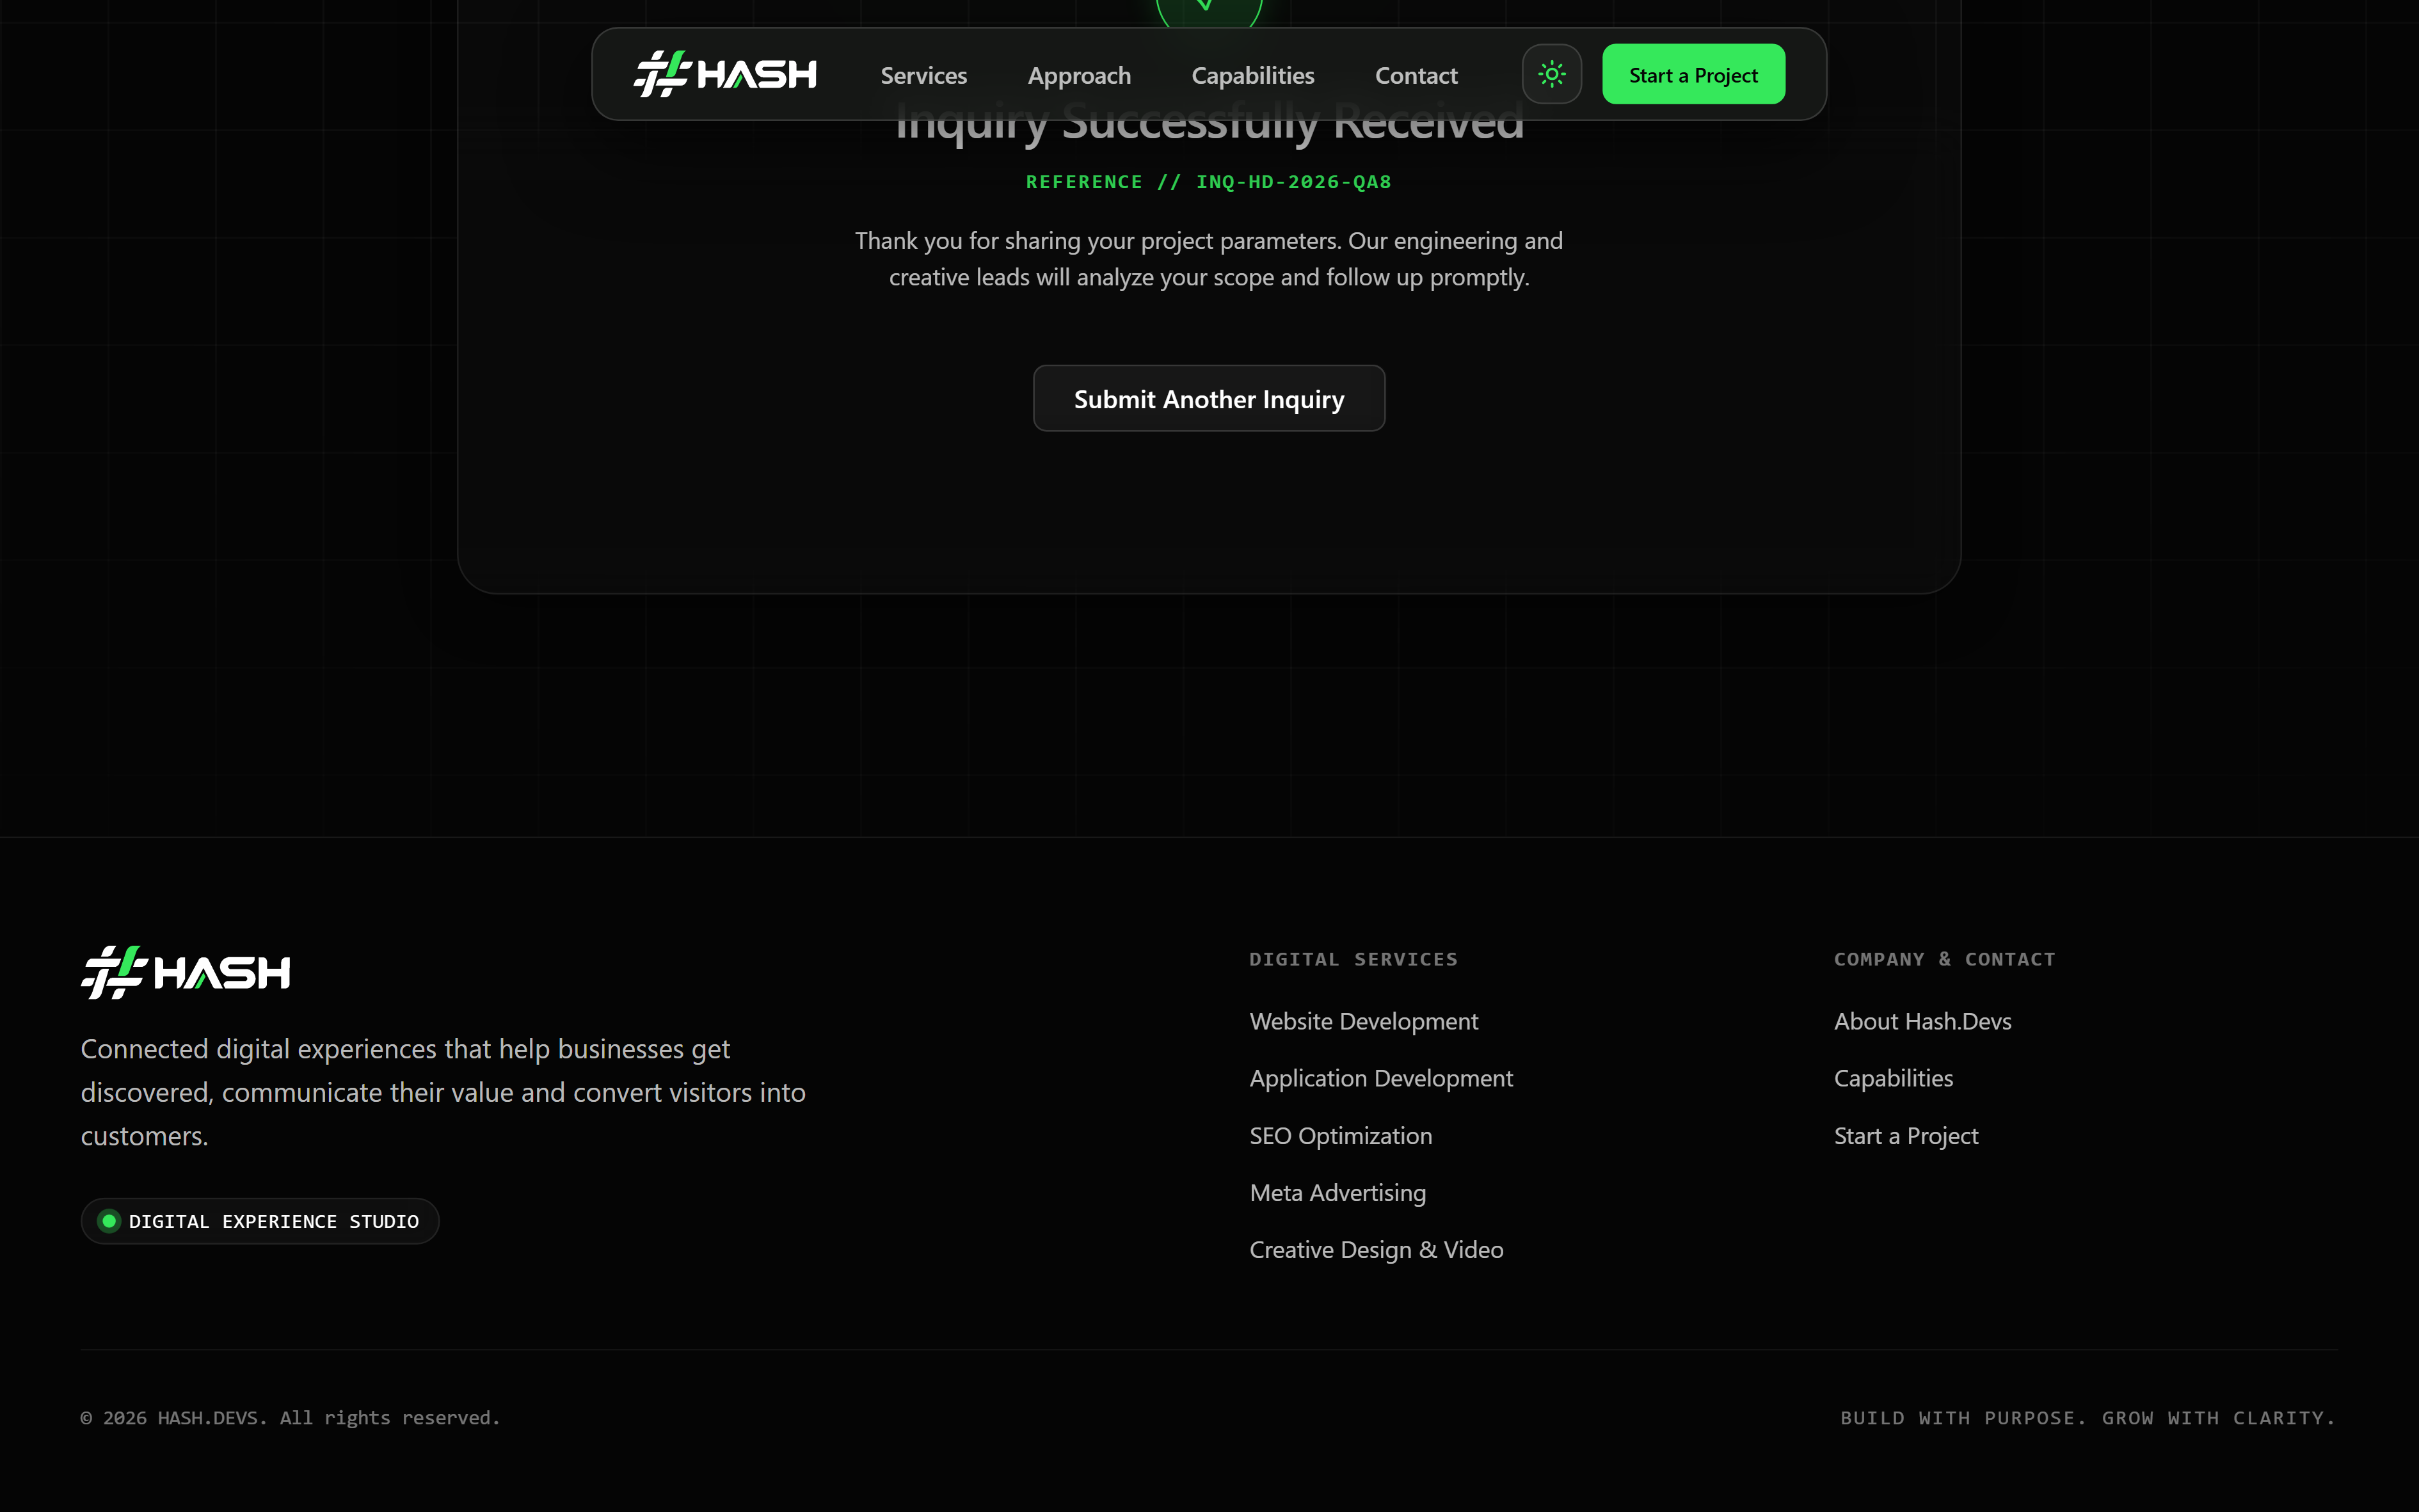 HASH
Services
Approach
Capabilities
Contact
Start a Project
Inquiry Successfully Received
REFERENCE // INQ-HD-2026-QA8
Thank you for sharing your project parameters. Our engineering and
creative leads will analyze your scope and follow up promptly.
Submit Another Inquiry
HASH
Connected digital experiences that help businesses get
discovered, communicate their value and convert visitors into
customers.
DIGITAL EXPERIENCE STUDIO
DIGITAL SERVICES
Website Development
Application Development
SEO Optimization
Meta Advertising
Creative Design & Video
COMPANY & CONTACT
About Hash.Devs
Capabilities
Start a Project
© 2026 HASH.DEVS. All rights reserved.
BUILD WITH PURPOSE. GROW WITH CLARITY.